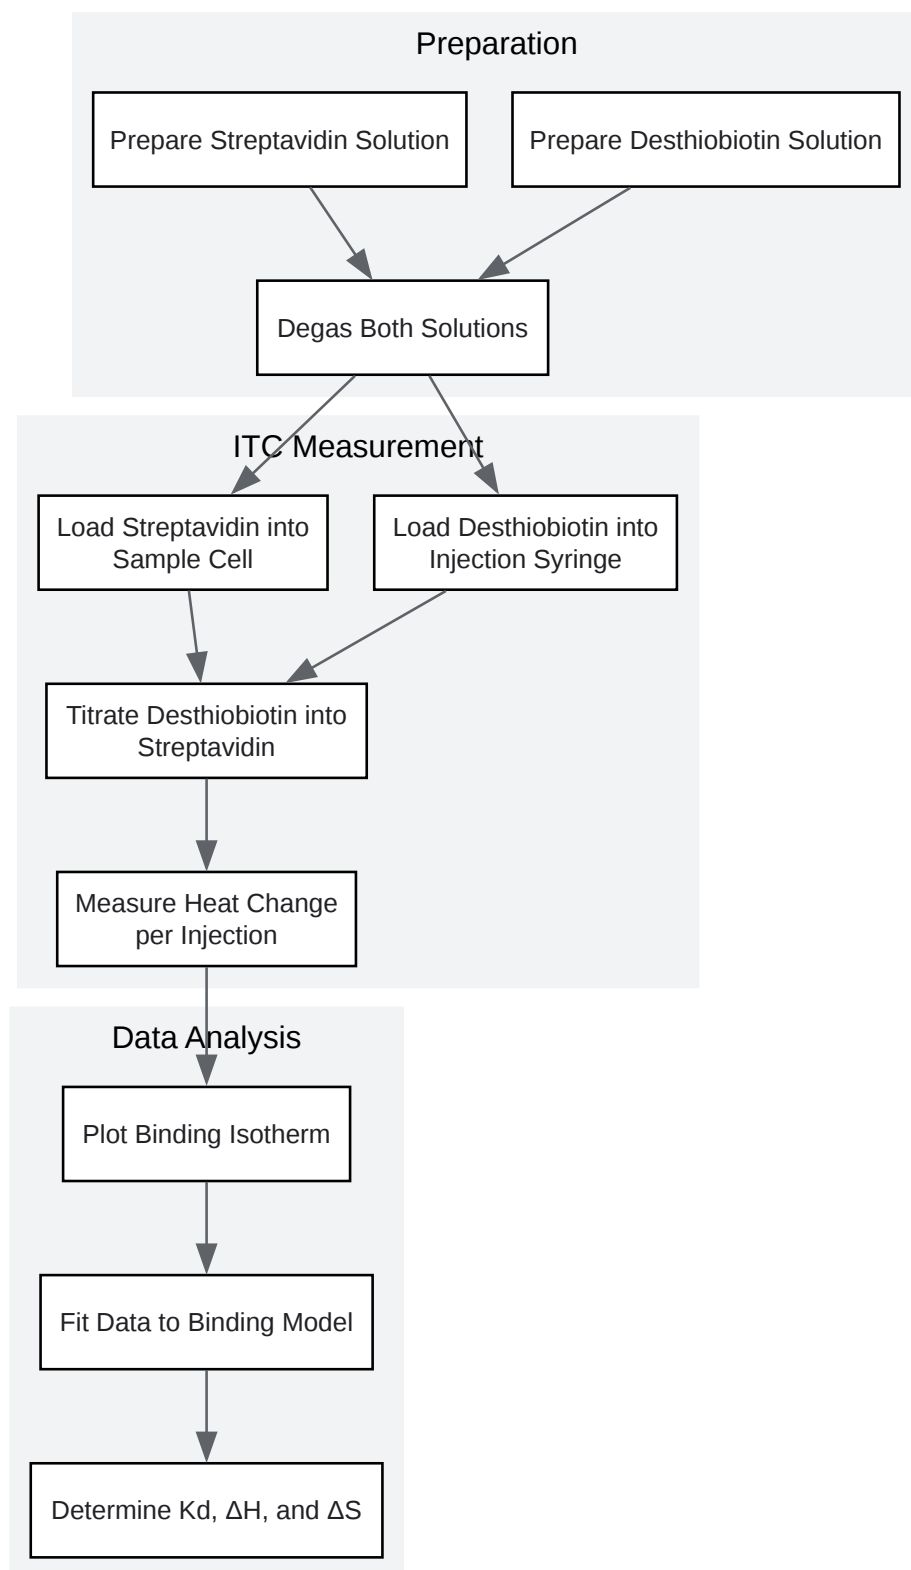 Preparation
Prepare Streptavidin Solution
Prepare Desthiobiotin Solution
Degas Both Solutions
ITC Measurement
Load Streptavidin into
Sample Cell
Load Desthiobiotin into
Injection Syringe
Titrate Desthiobiotin into
Streptavidin
Measure Heat Change
per Injection
Data Analysis
Plot Binding Isotherm
Fit Data to Binding Model
Determine Kd, ΔH, and ΔS